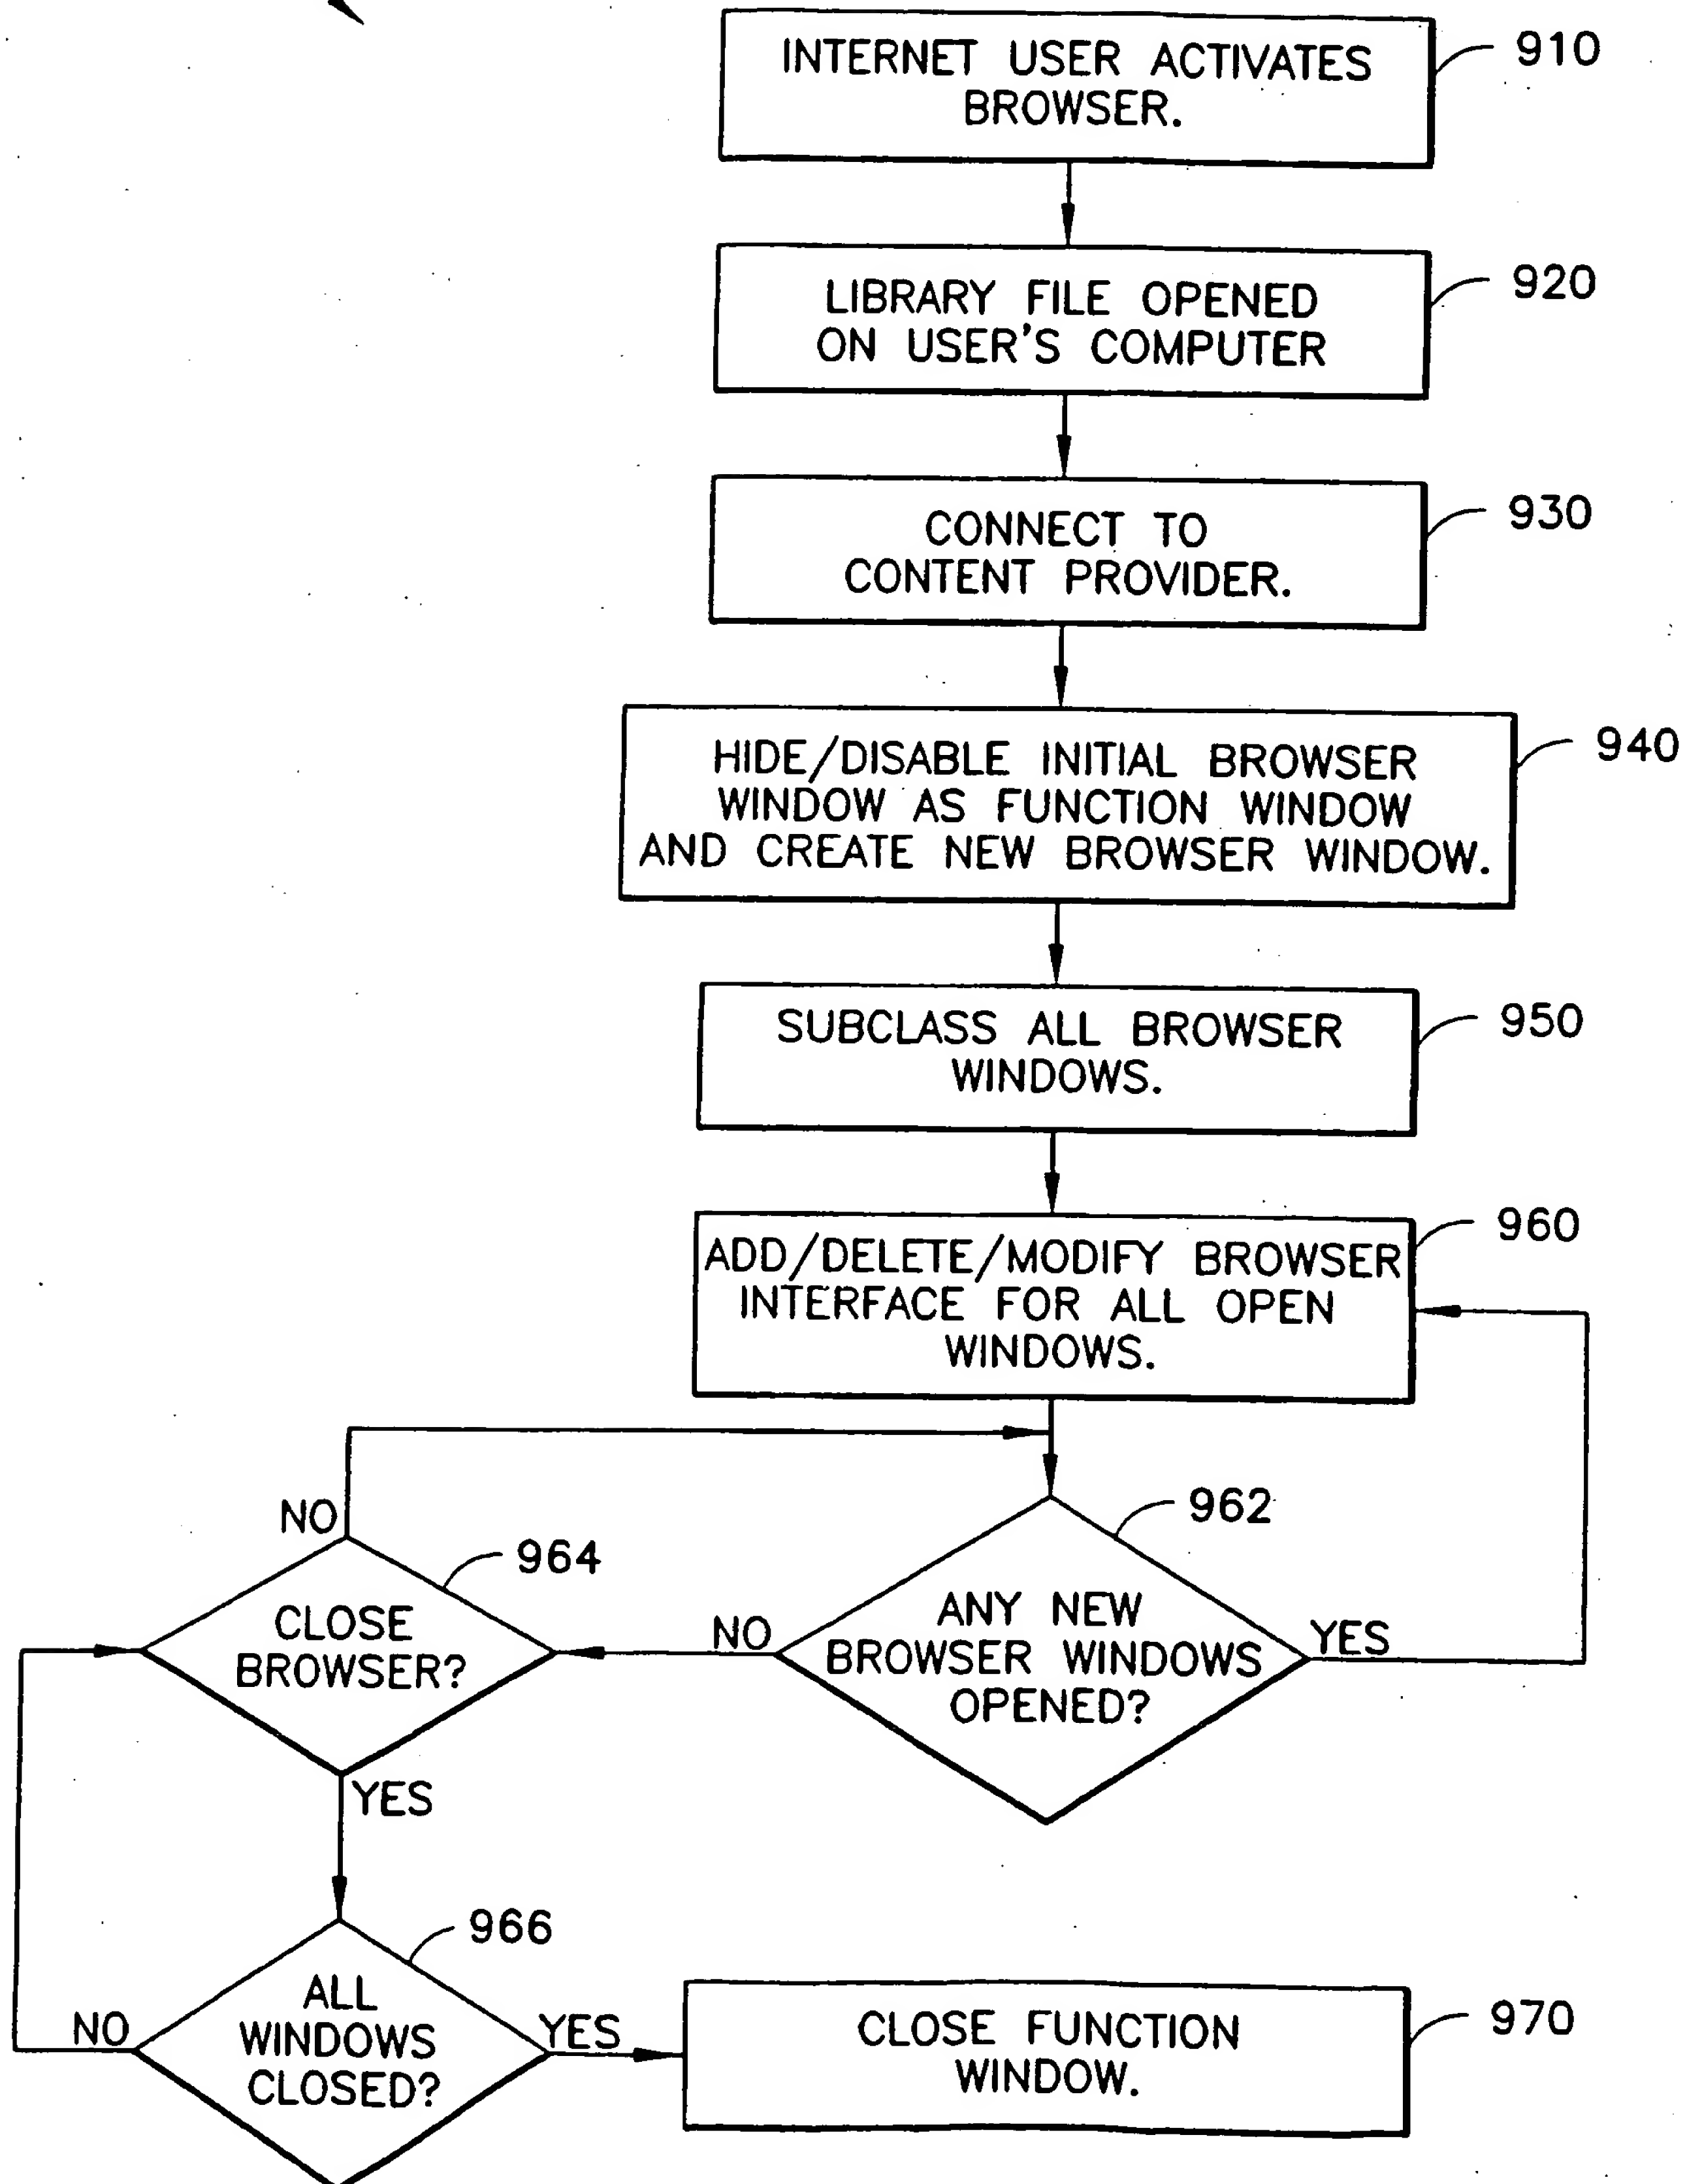 INTERNET USER ACTIVATES
BROWSER.
910
LIBRARY FILE OPENED
ON USER'S COMPUTER
920
CONNECT TO
CONTENT PROVIDER.
930
HIDE/DISABLE INITIAL BROWSER
WINDOW AS FUNCTION WINDOW
AND CREATE NEW BROWSER WINDOW.
940
SUBCLASS ALL BROWSER
WINDOWS.
950
ADD/DELETE/MODIFY BROWSER
INTERFACE FOR ALL OPEN
WINDOWS.
960
NO
964
CLOSE
BROWSER?
YES
NO
962
ANY NEW
BROWSER WINDOWS
OPENED?
YES
966
ALL
WINDOWS
CLOSED?
NO
YES
CLOSE FUNCTION
WINDOW.
970